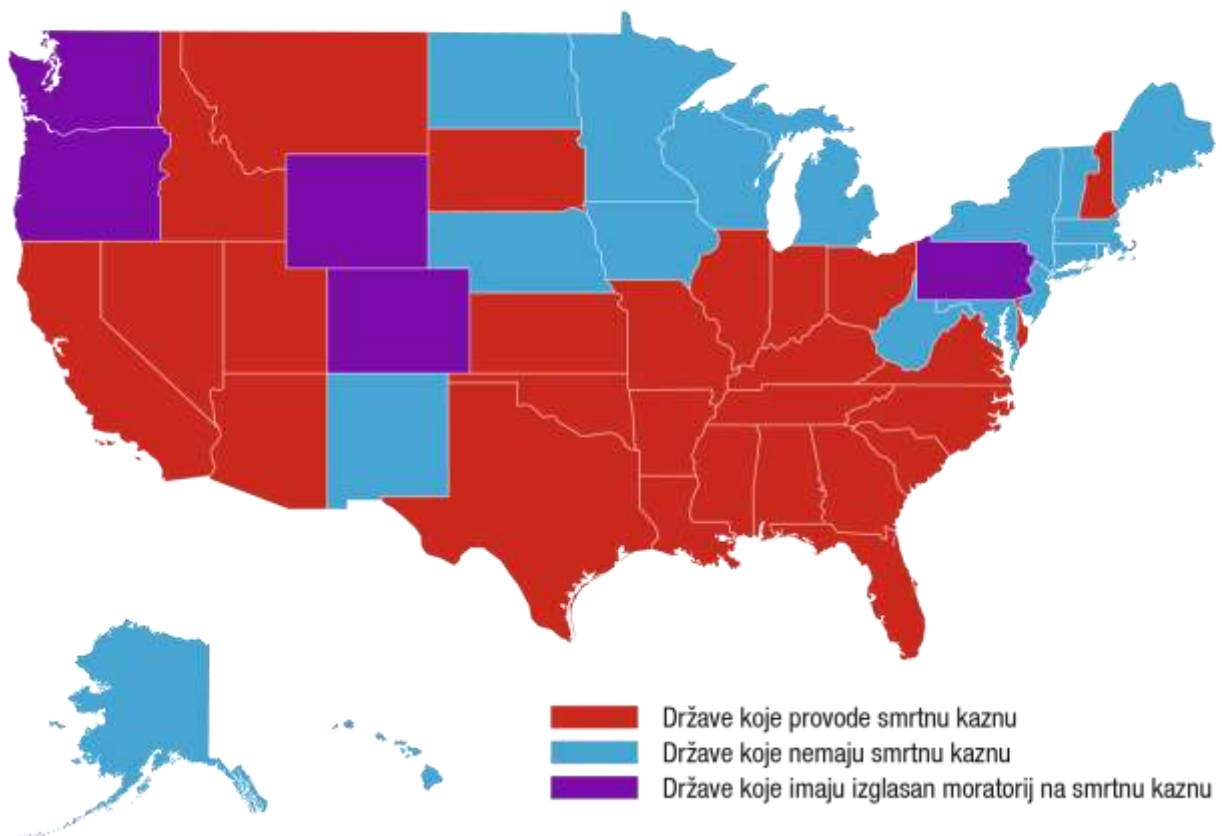 Države koje provode smrtnu kaznu
Države koje nemaju smrtnu kaznu
Države koje imaju izglasan moratorij na smrtnu kaznu